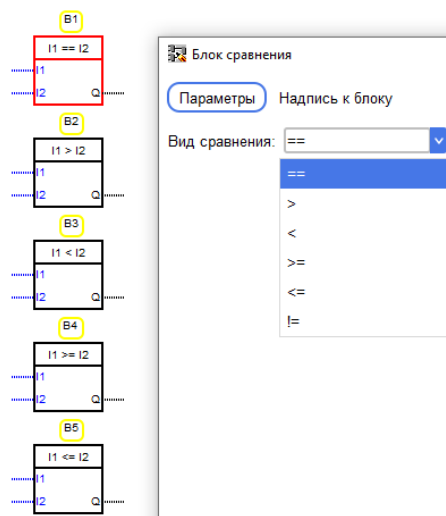 B1
I1 == I2
I1
I2 Q
B2
I1 > I2
I1
I2 Q
B3
I1 < I2
I1
I2 Q
B4
I1 >= I2
I1
I2 Q
B5
I1 <= I2
I1
I2 Q
Блок сравнения
Параметры Надпись к блоку
Вид сравнения: ==
==
>
<
>=
<=
!=